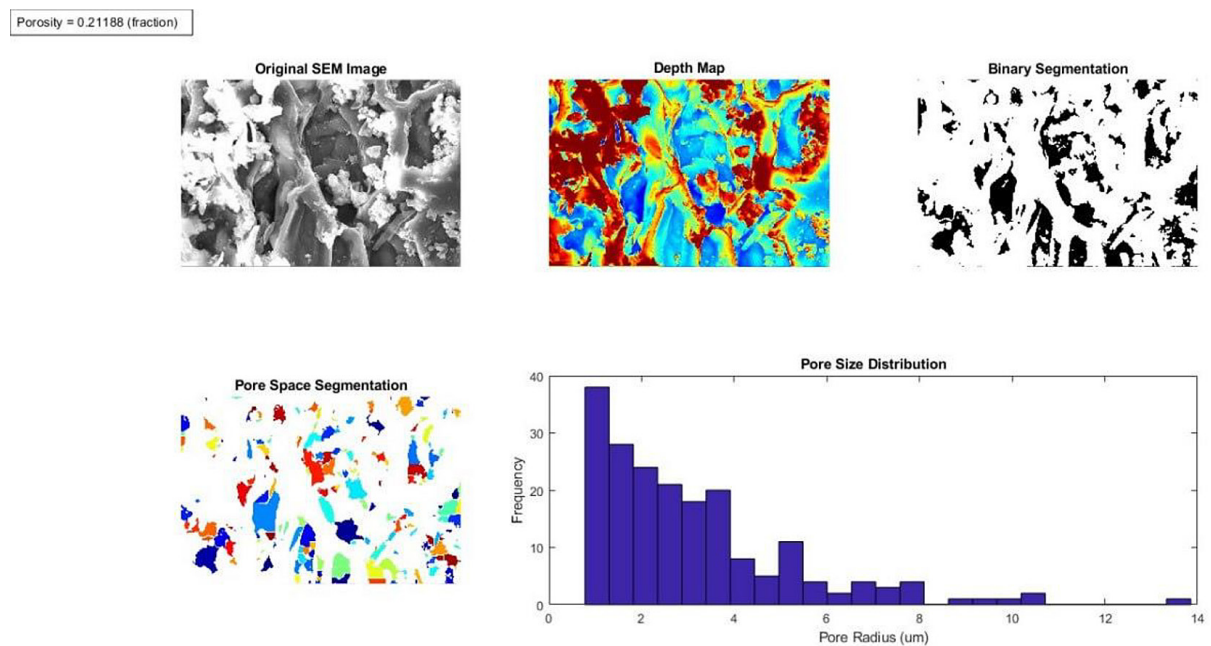 Porosity = 0.21188 (fraction)
Original SEM Image
Depth Map
Binary Segmentation
Pore Space Segmentation
Pore Size Distribution
40
30
20
10
0
Frequency
0 2 4 6 8 10 12 14
Pore Radius (um)